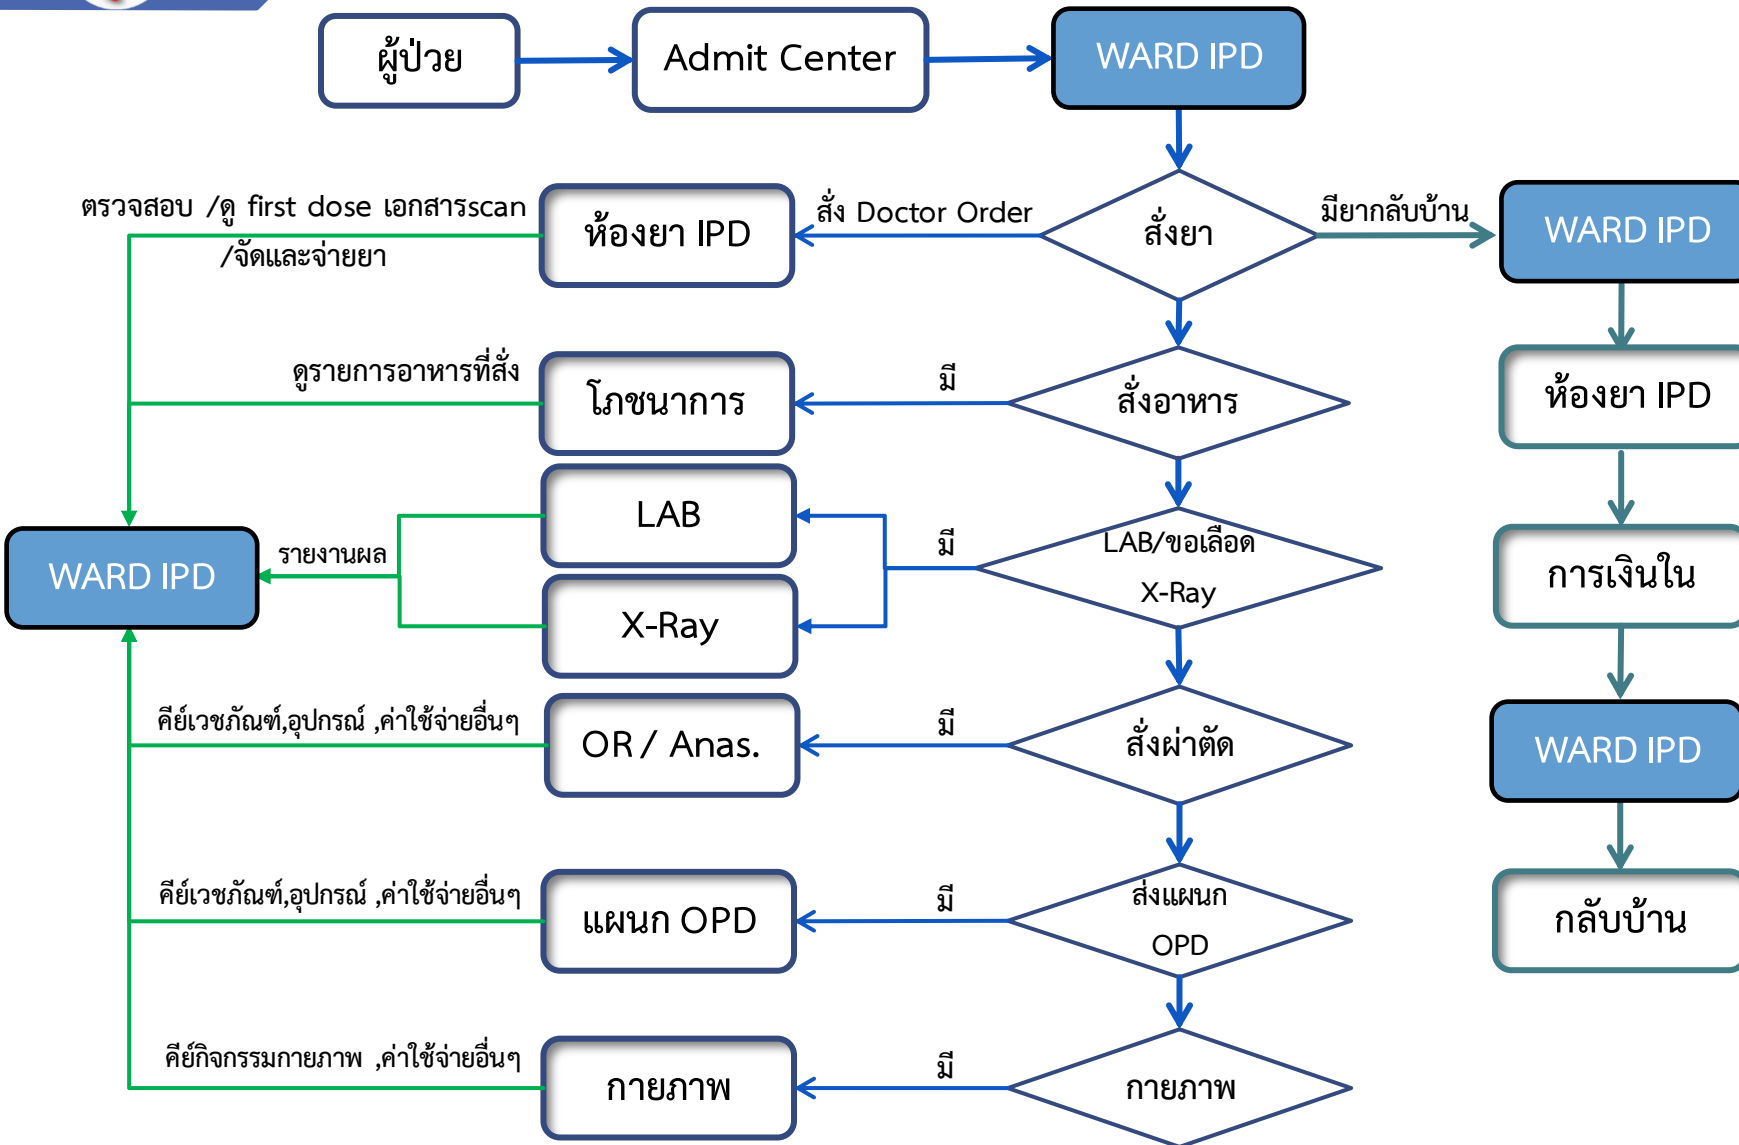 ผู้ป่วย
Admit Center
WARD IPD
ตรวจสอบ /ดู first dose เอกสารscan
/จัดและจ่ายยา
ห้องยา IPD
สั่ง Doctor Order
สั่งยา
มียากลับบ้าน
WARD IPD
ดูรายการอาหารที่สั่ง
โภชนาการ
มี
สั่งอาหาร
ห้องยา IPD
WARD IPD
รายงานผล
LAB
X-Ray
มี
LAB/ขอเลือด
X-Ray
การเงินใน
คีย์เวชภัณฑ์,อุปกรณ์ ,ค่าใช้จ่ายอื่นๆ
OR / Anas.
มี
สั่งผ่าตัด
WARD IPD
คีย์เวชภัณฑ์,อุปกรณ์ ,ค่าใช้จ่ายอื่นๆ
แผนก OPD
มี
ส่งแผนก
OPD
กลับบ้าน
คีย์กิจกรรมกายภาพ ,ค่าใช้จ่ายอื่นๆ
กายภาพ
มี
กายภาพ